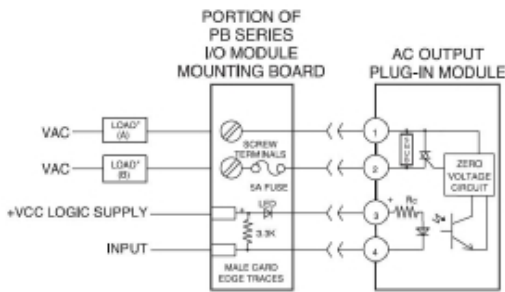 PORTION OF
PB SERIES
I/O MODULE
MOUNTING BOARD
AC OUTPUT
PLUG-IN MODULE
VAC
LOAD*
(A)
1
SCREW
TERMINALS
VAC
LOAD*
(B)
2
5A FUSE
ZERO
VOLTAGE
CIRCUIT
+VCC LOGIC SUPPLY
+
LED
3
+
Rc
3.3K
INPUT
4
MALE CARD
EDGE TRACES